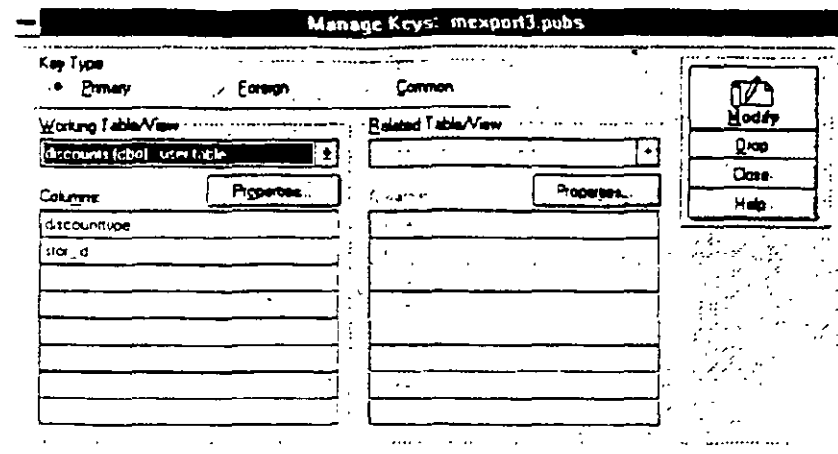 Manage Keys: mexport3.pubs
Key Type
Primary Foreign Common
Working Table/View Related Table/View
discounts (dbo) user table
Columns: Properties... Properties...
discounttype
stor_id
Modify
Drop
Close
Help